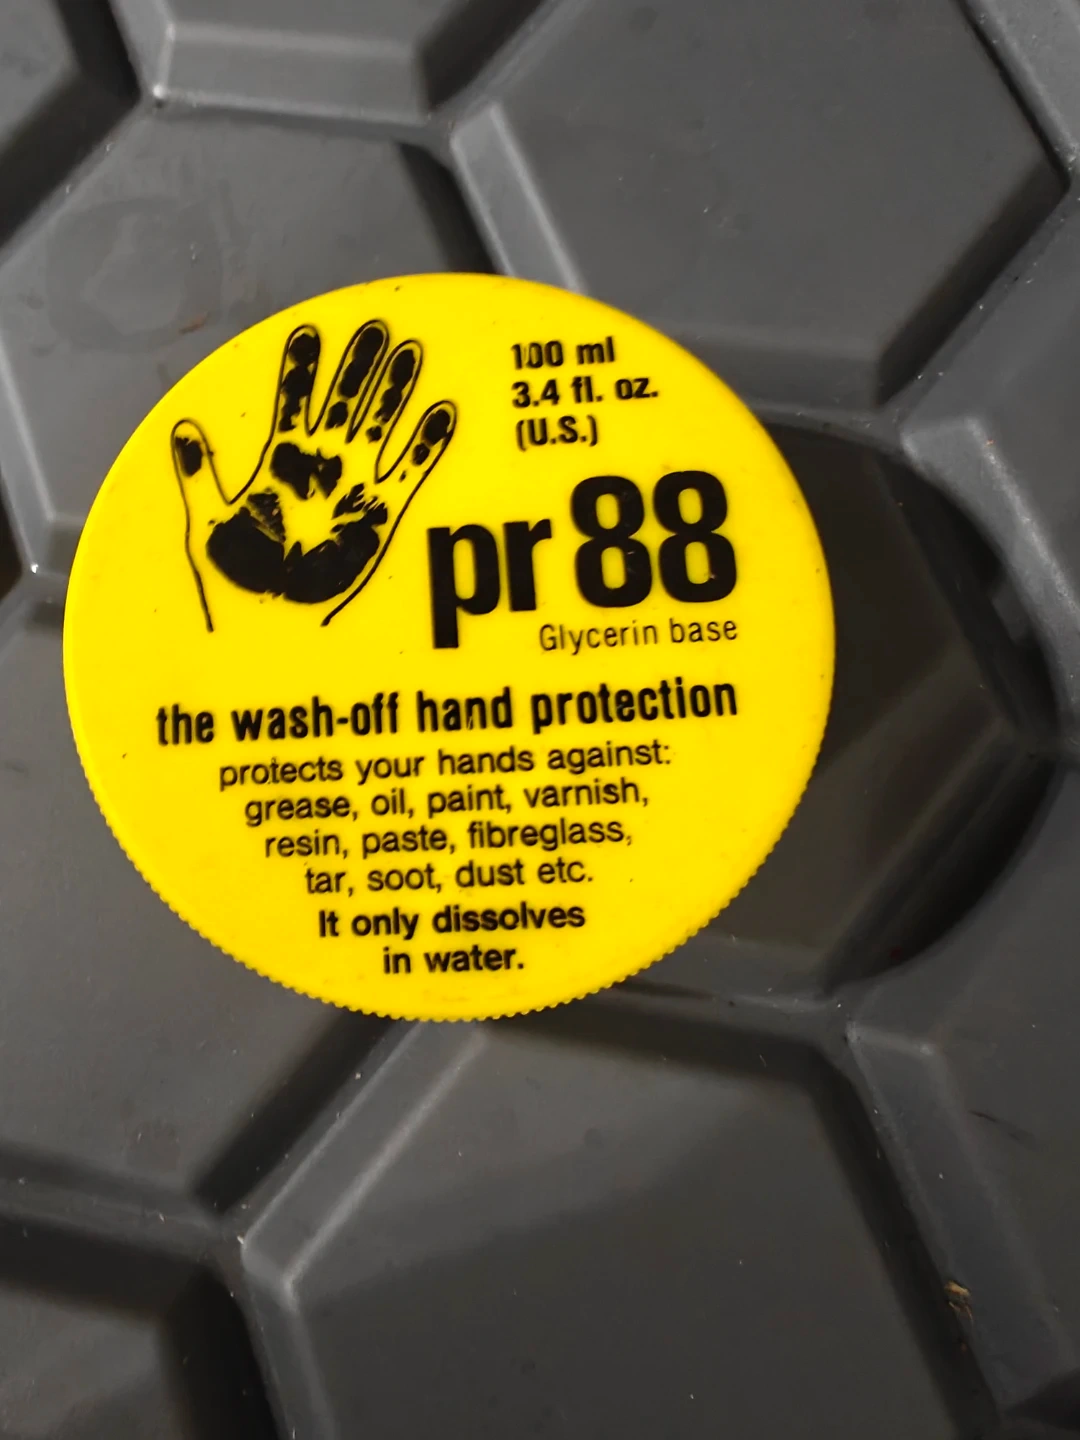 100 ml
3.4 fl. oz.
(U.S.)
pr 88
Glycerin base
the wash-off hand protection
protects your hands against:
grease, oil, paint, varnish,
resin, paste, fibreglass,
tar, soot, dust etc.
It only dissolves
in water.